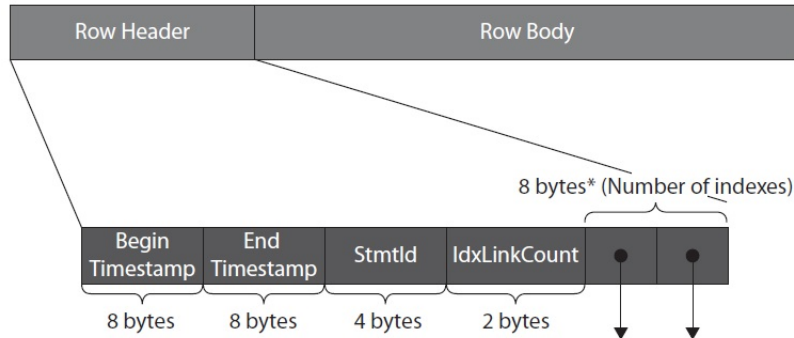 Row Header
Row Body
8 bytes* (Number of indexes)
Begin
Timestamp
End
Timestamp
StmtId
IdxLinkCount
8 bytes
8 bytes
4 bytes
2 bytes